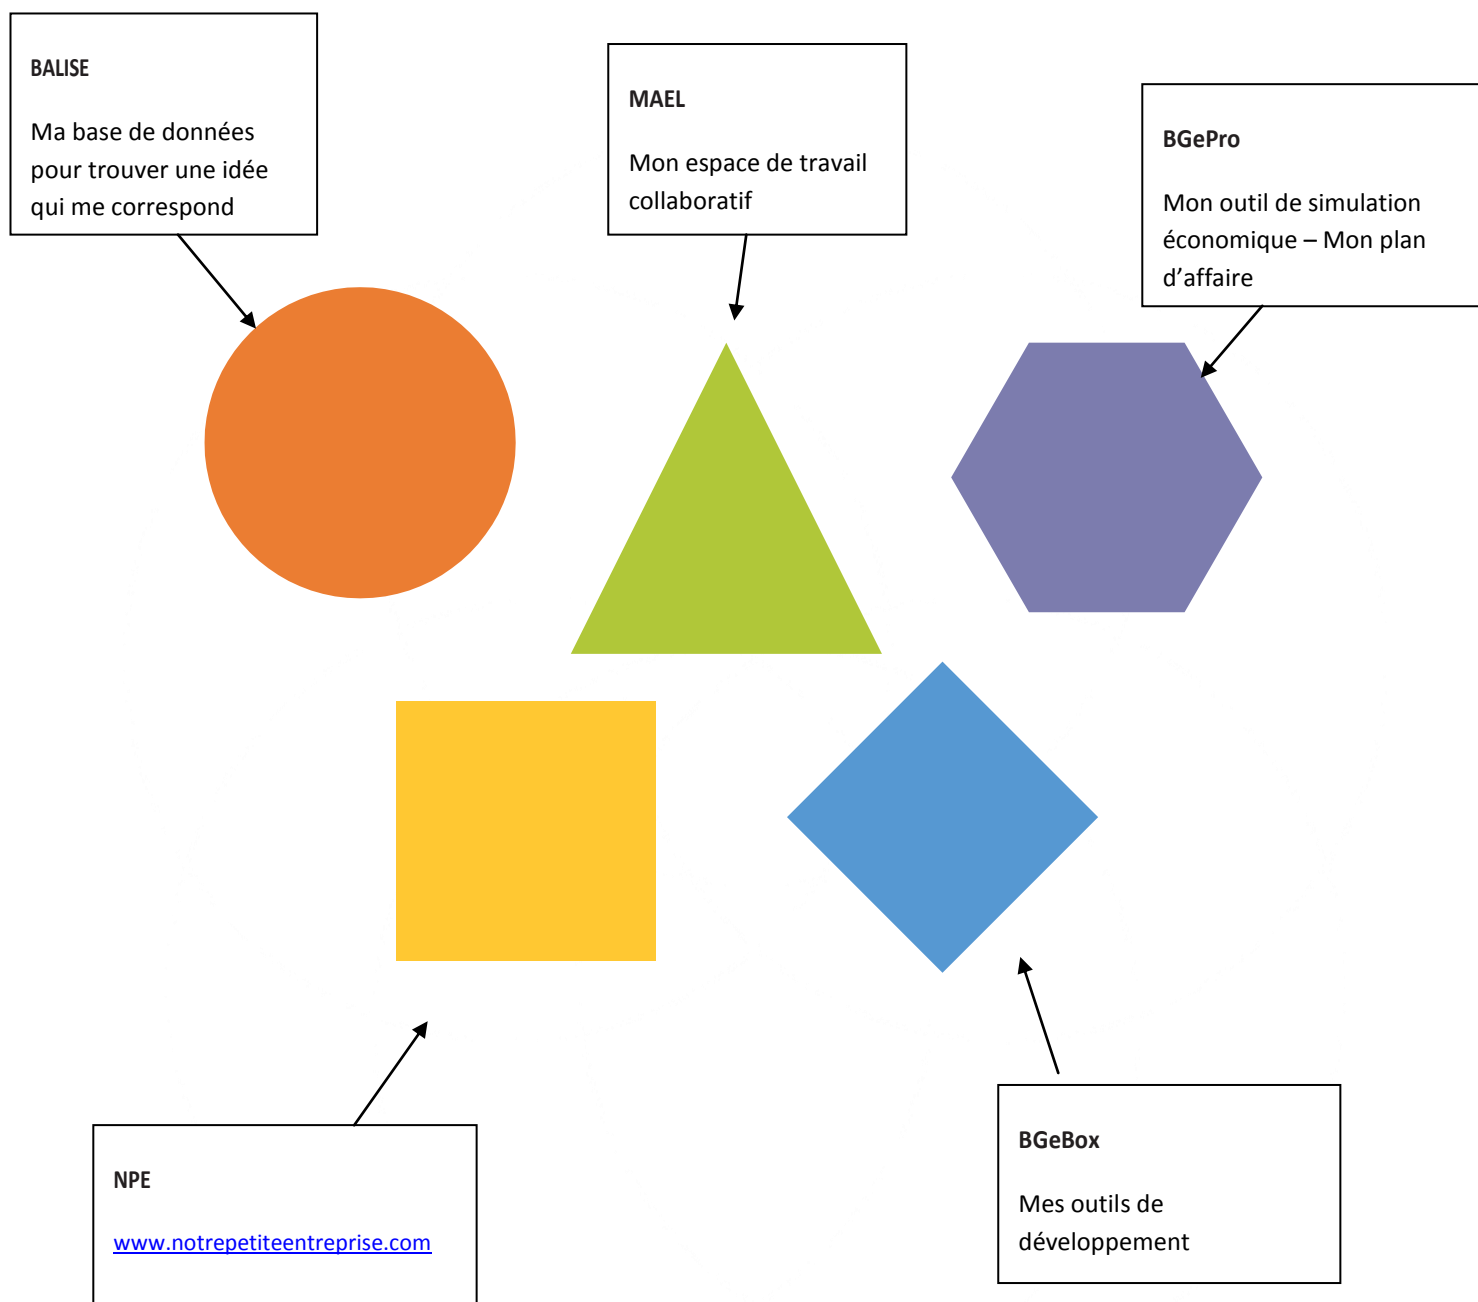 BALISE
Ma base de données
pour trouver une idée
qui me correspond
MAEL
Mon espace de travail
collaboratif
BGePro
Mon outil de simulation
économique – Mon plan
d’affaire
NPE
www.notrepetiteentreprise.com
BGeBox
Mes outils de
développement